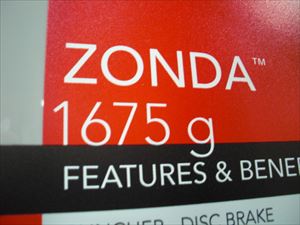 ZONDA™
1675 g
FEATURES & BENE
DISC BRAKE